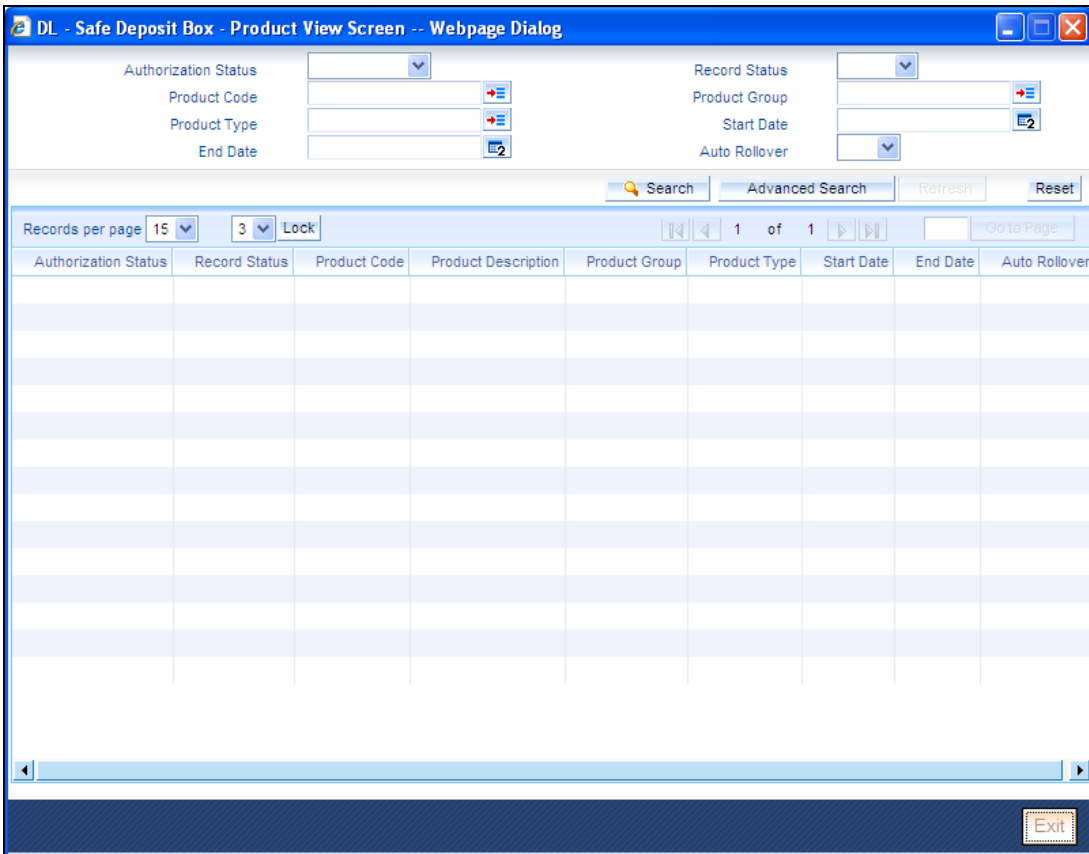 DL - Safe Deposit Box - Product View Screen -- Webpage Dialog
Authorization Status Record Status
Product Code Product Group
Product Type Start Date
End Date Auto Rollover
Search Advanced Search Refresh Reset
Records per page 15 3 Lock 1 of 1 Go to Page
Authorization Status Record Status Product Code Product Description Product Group Product Type Start Date End Date Auto Rollover
Exit